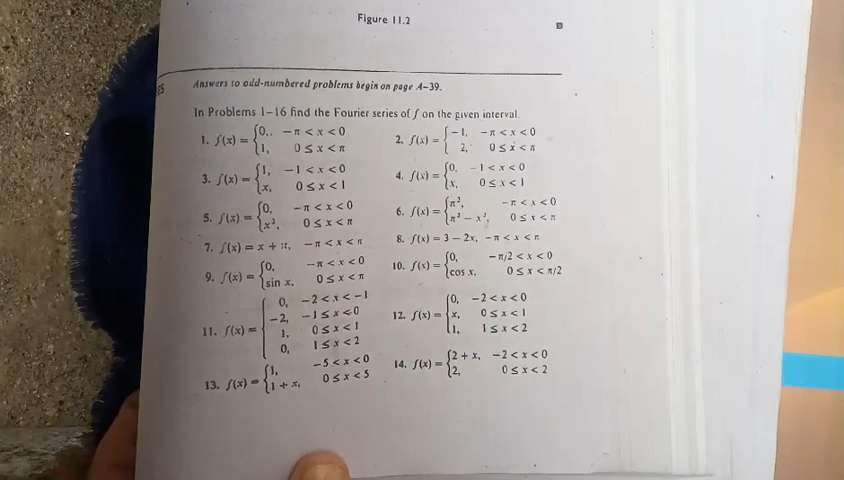 Figure 11.2
ES
Answers to odd-numbered problems begin on page A-39.
In Problems 1-16 find the Fourier series of f on the given interval.
1. f(x) = {0, -π < x < 0
1, 0 ≤ x < π
2. f(x) = {-1, -π < x < 0
2, 0 ≤ x < π
3. f(x) = {1, -1 < x < 0
x, 0 ≤ x < 1
4. f(x) = {0, -1 < x < 0
x, 0 ≤ x < 1
5. f(x) = {0, -π < x < 0
x², 0 ≤ x < π
6. f(x) = {π², -π < x < 0
π² - x², 0 ≤ x < π
7. f(x) = x + π, -π < x < π
8. f(x) = 3 - 2x, -π < x < π
9. f(x) = {0, -π < x < 0
sin x, 0 ≤ x < π
10. f(x) = {0, -π/2 < x < 0
cos x, 0 ≤ x < π/2
11. f(x) = {0, -2 < x < -1
-2, -1 ≤ x < 0
1, 0 ≤ x < 1
0, 1 ≤ x < 2
12. f(x) = {0, -2 < x < 0
x, 0 ≤ x < 1
1, 1 ≤ x < 2
13. f(x) = {1, -5 < x < 0
1 + x, 0 ≤ x < 5
14. f(x) = {2 + x, -2 < x < 0
2, 0 ≤ x < 2